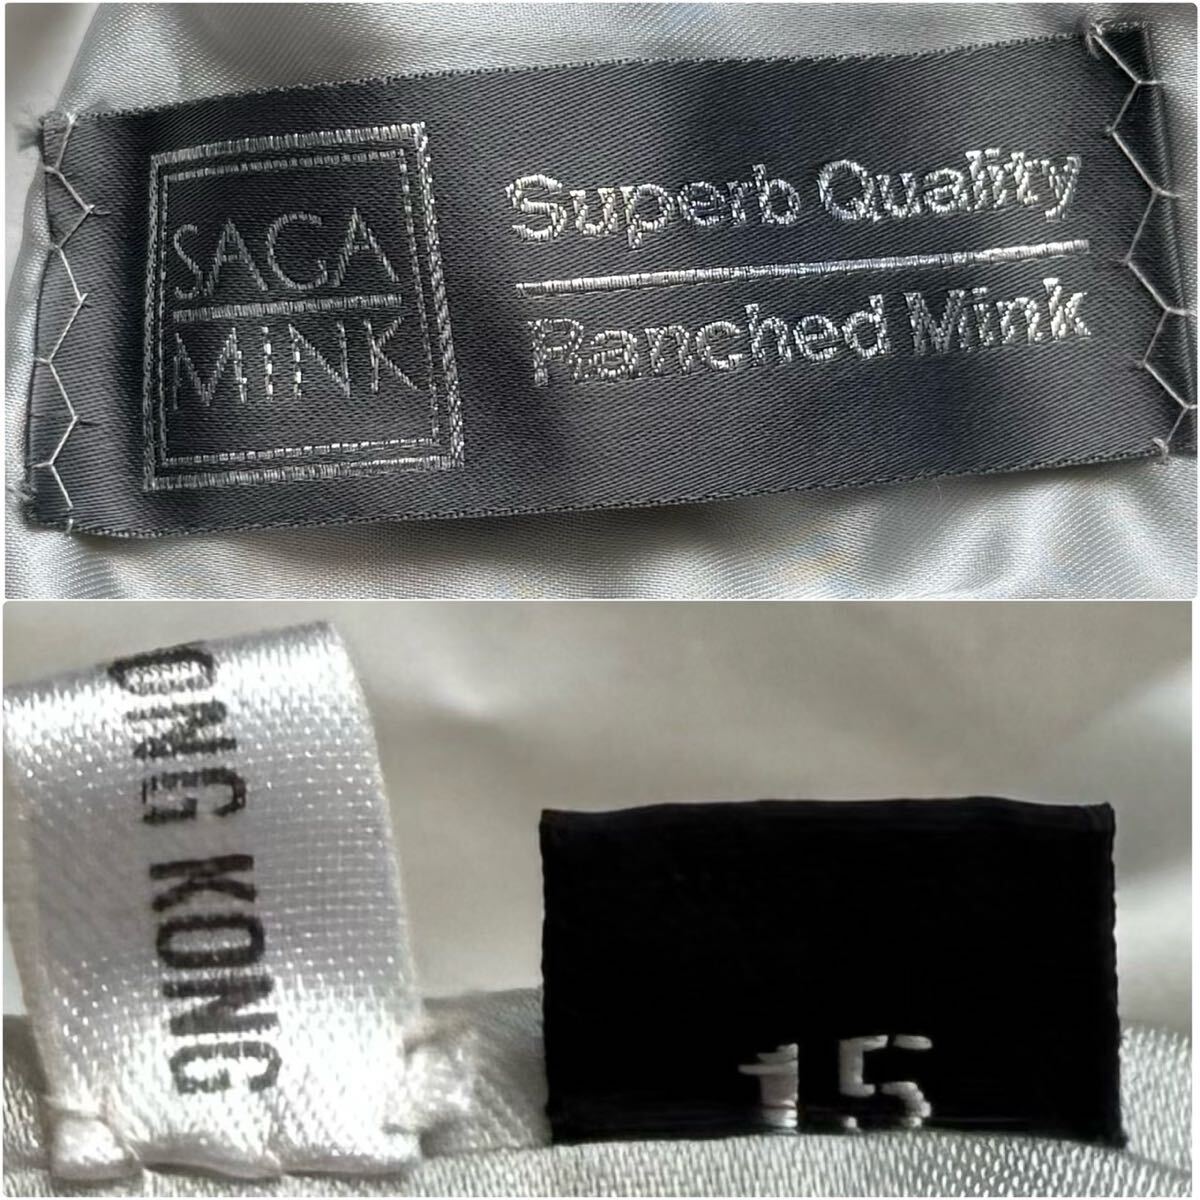 SAGA
MINK
Superb Quality
Ranched Mink
ONG KONG
15